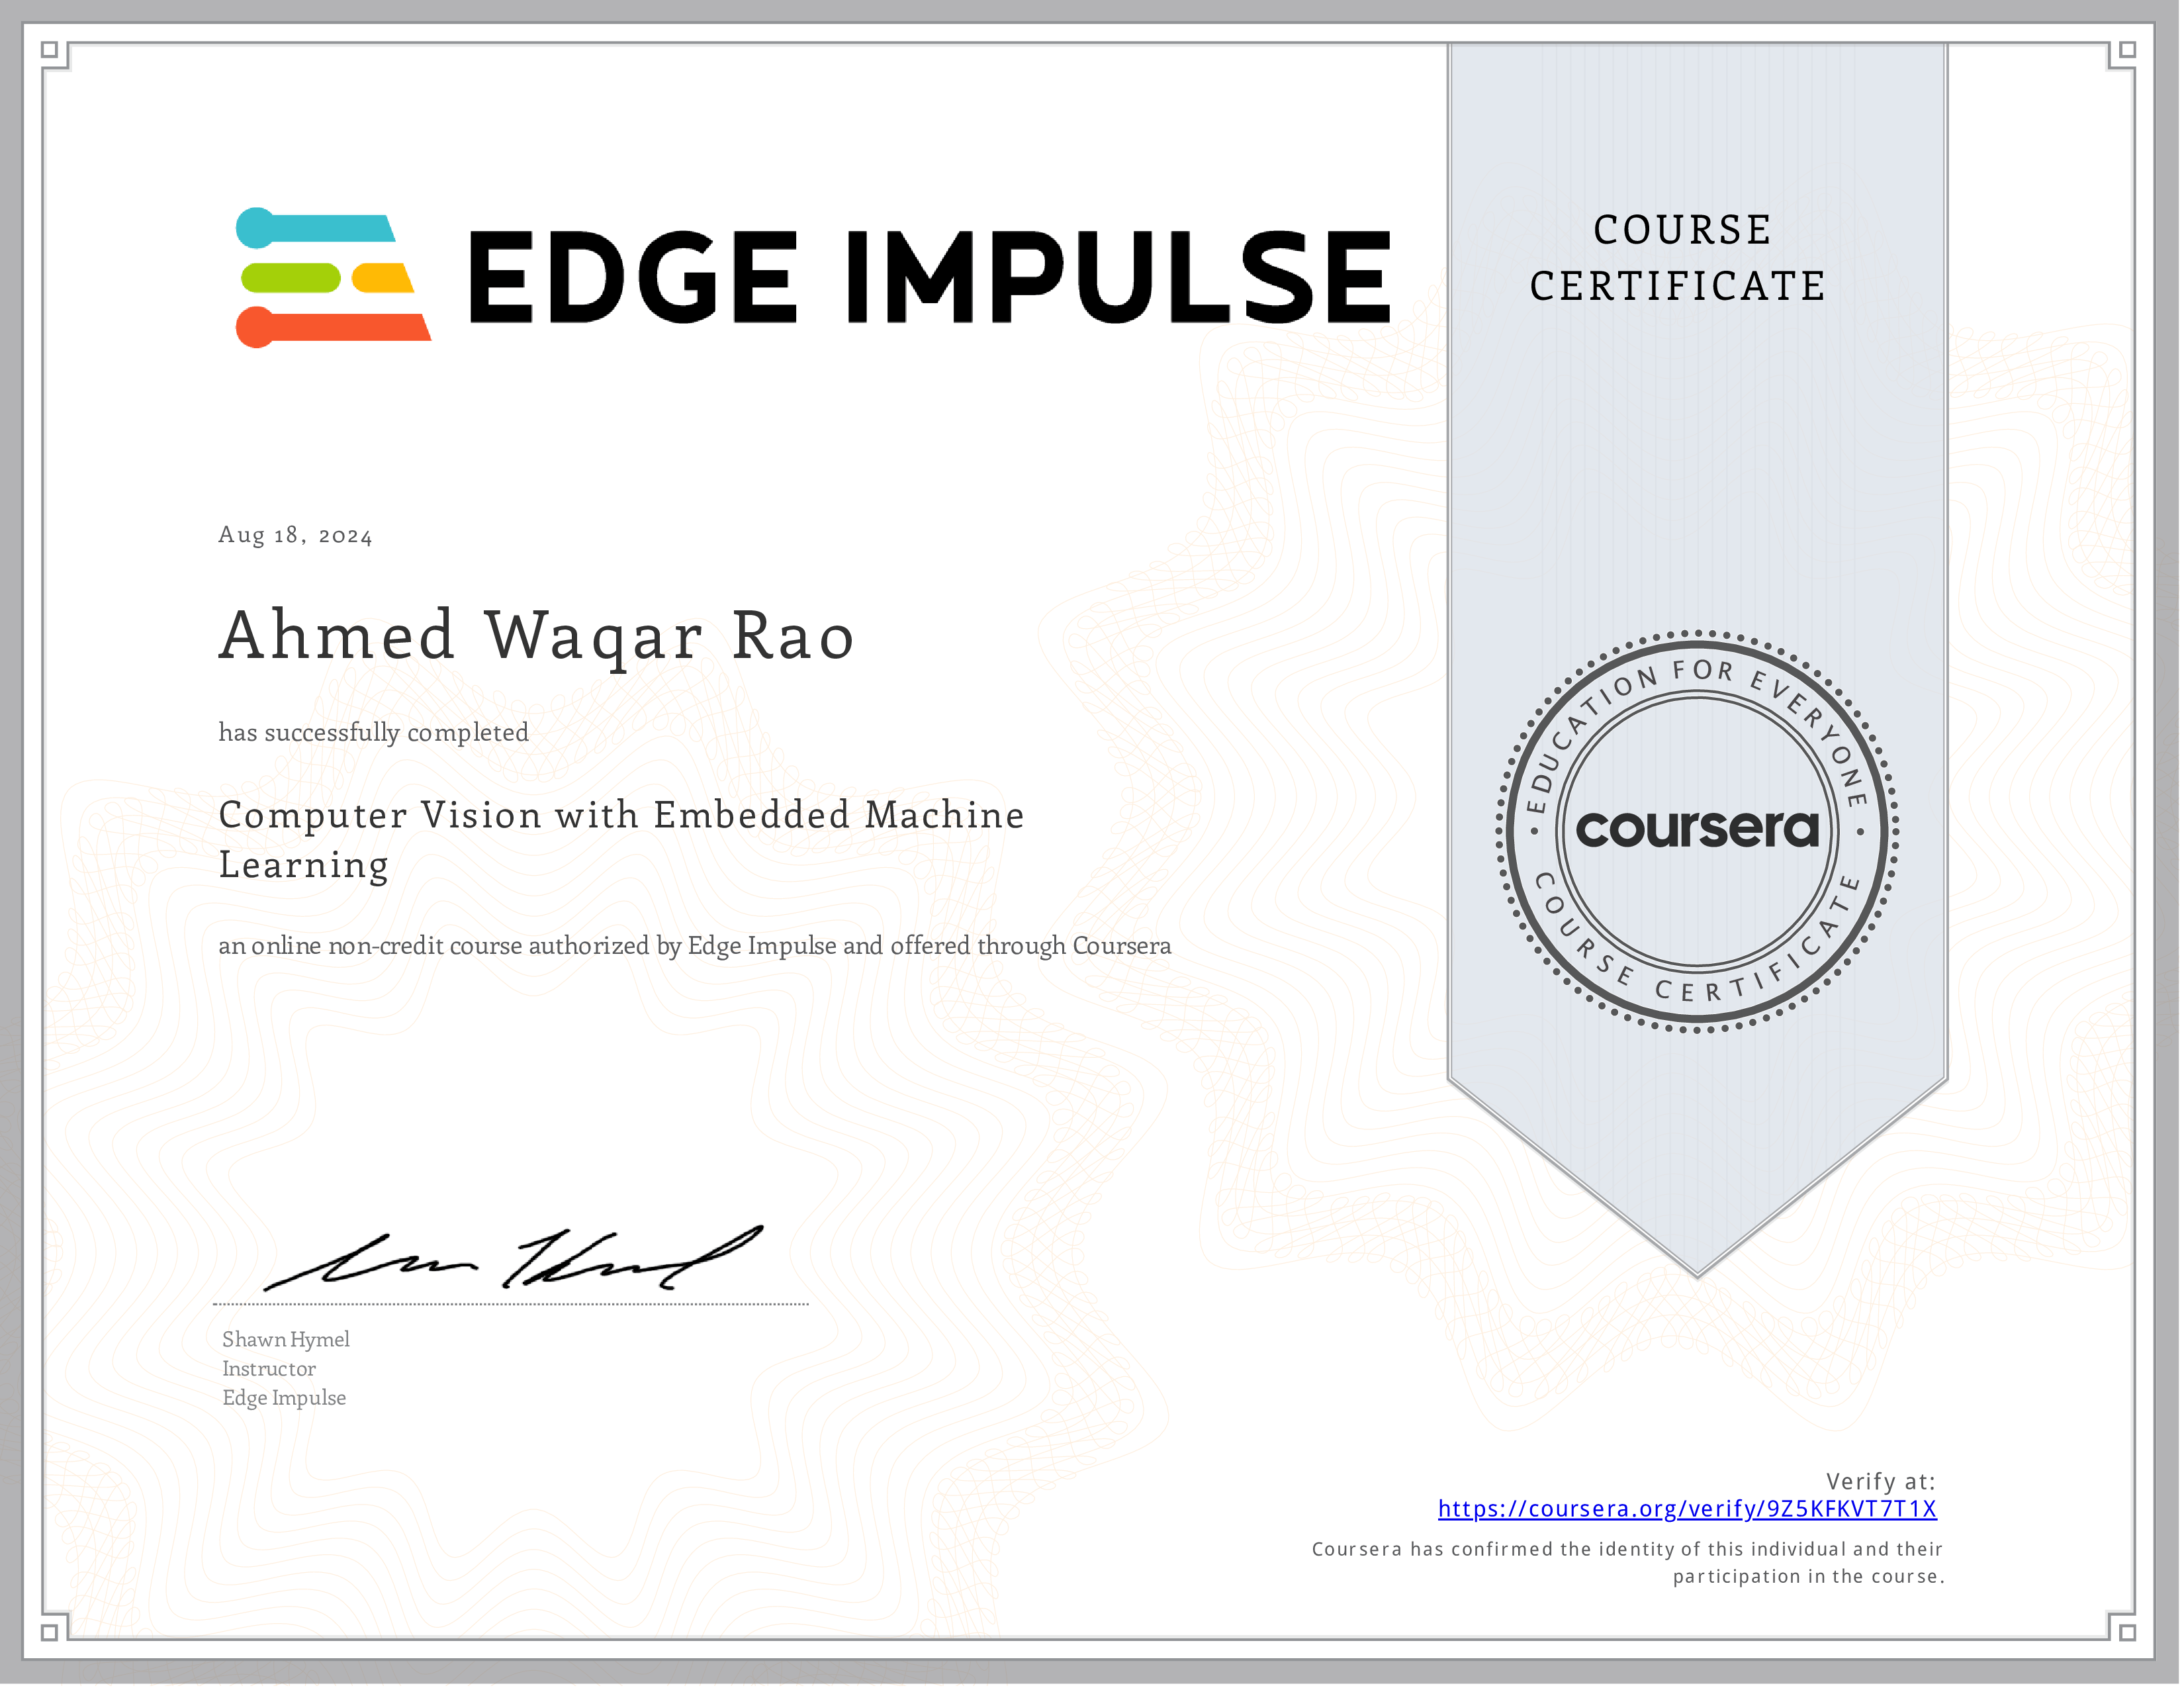 EDGE IMPULSE
COURSE
CERTIFICATE
Aug 18, 2024
Ahmed Waqar Rao
has successfully completed
Computer Vision with Embedded Machine
Learning
an online non-credit course authorized by Edge Impulse and offered through Coursera
EDUCATION FOR EVERYONE
coursera
COURSE CERTIFICATE
Shawn Hymel
Instructor
Edge Impulse
Verify at:
https://coursera.org/verify/9Z5KFKVT7T1X
Coursera has confirmed the identity of this individual and their
participation in the course.